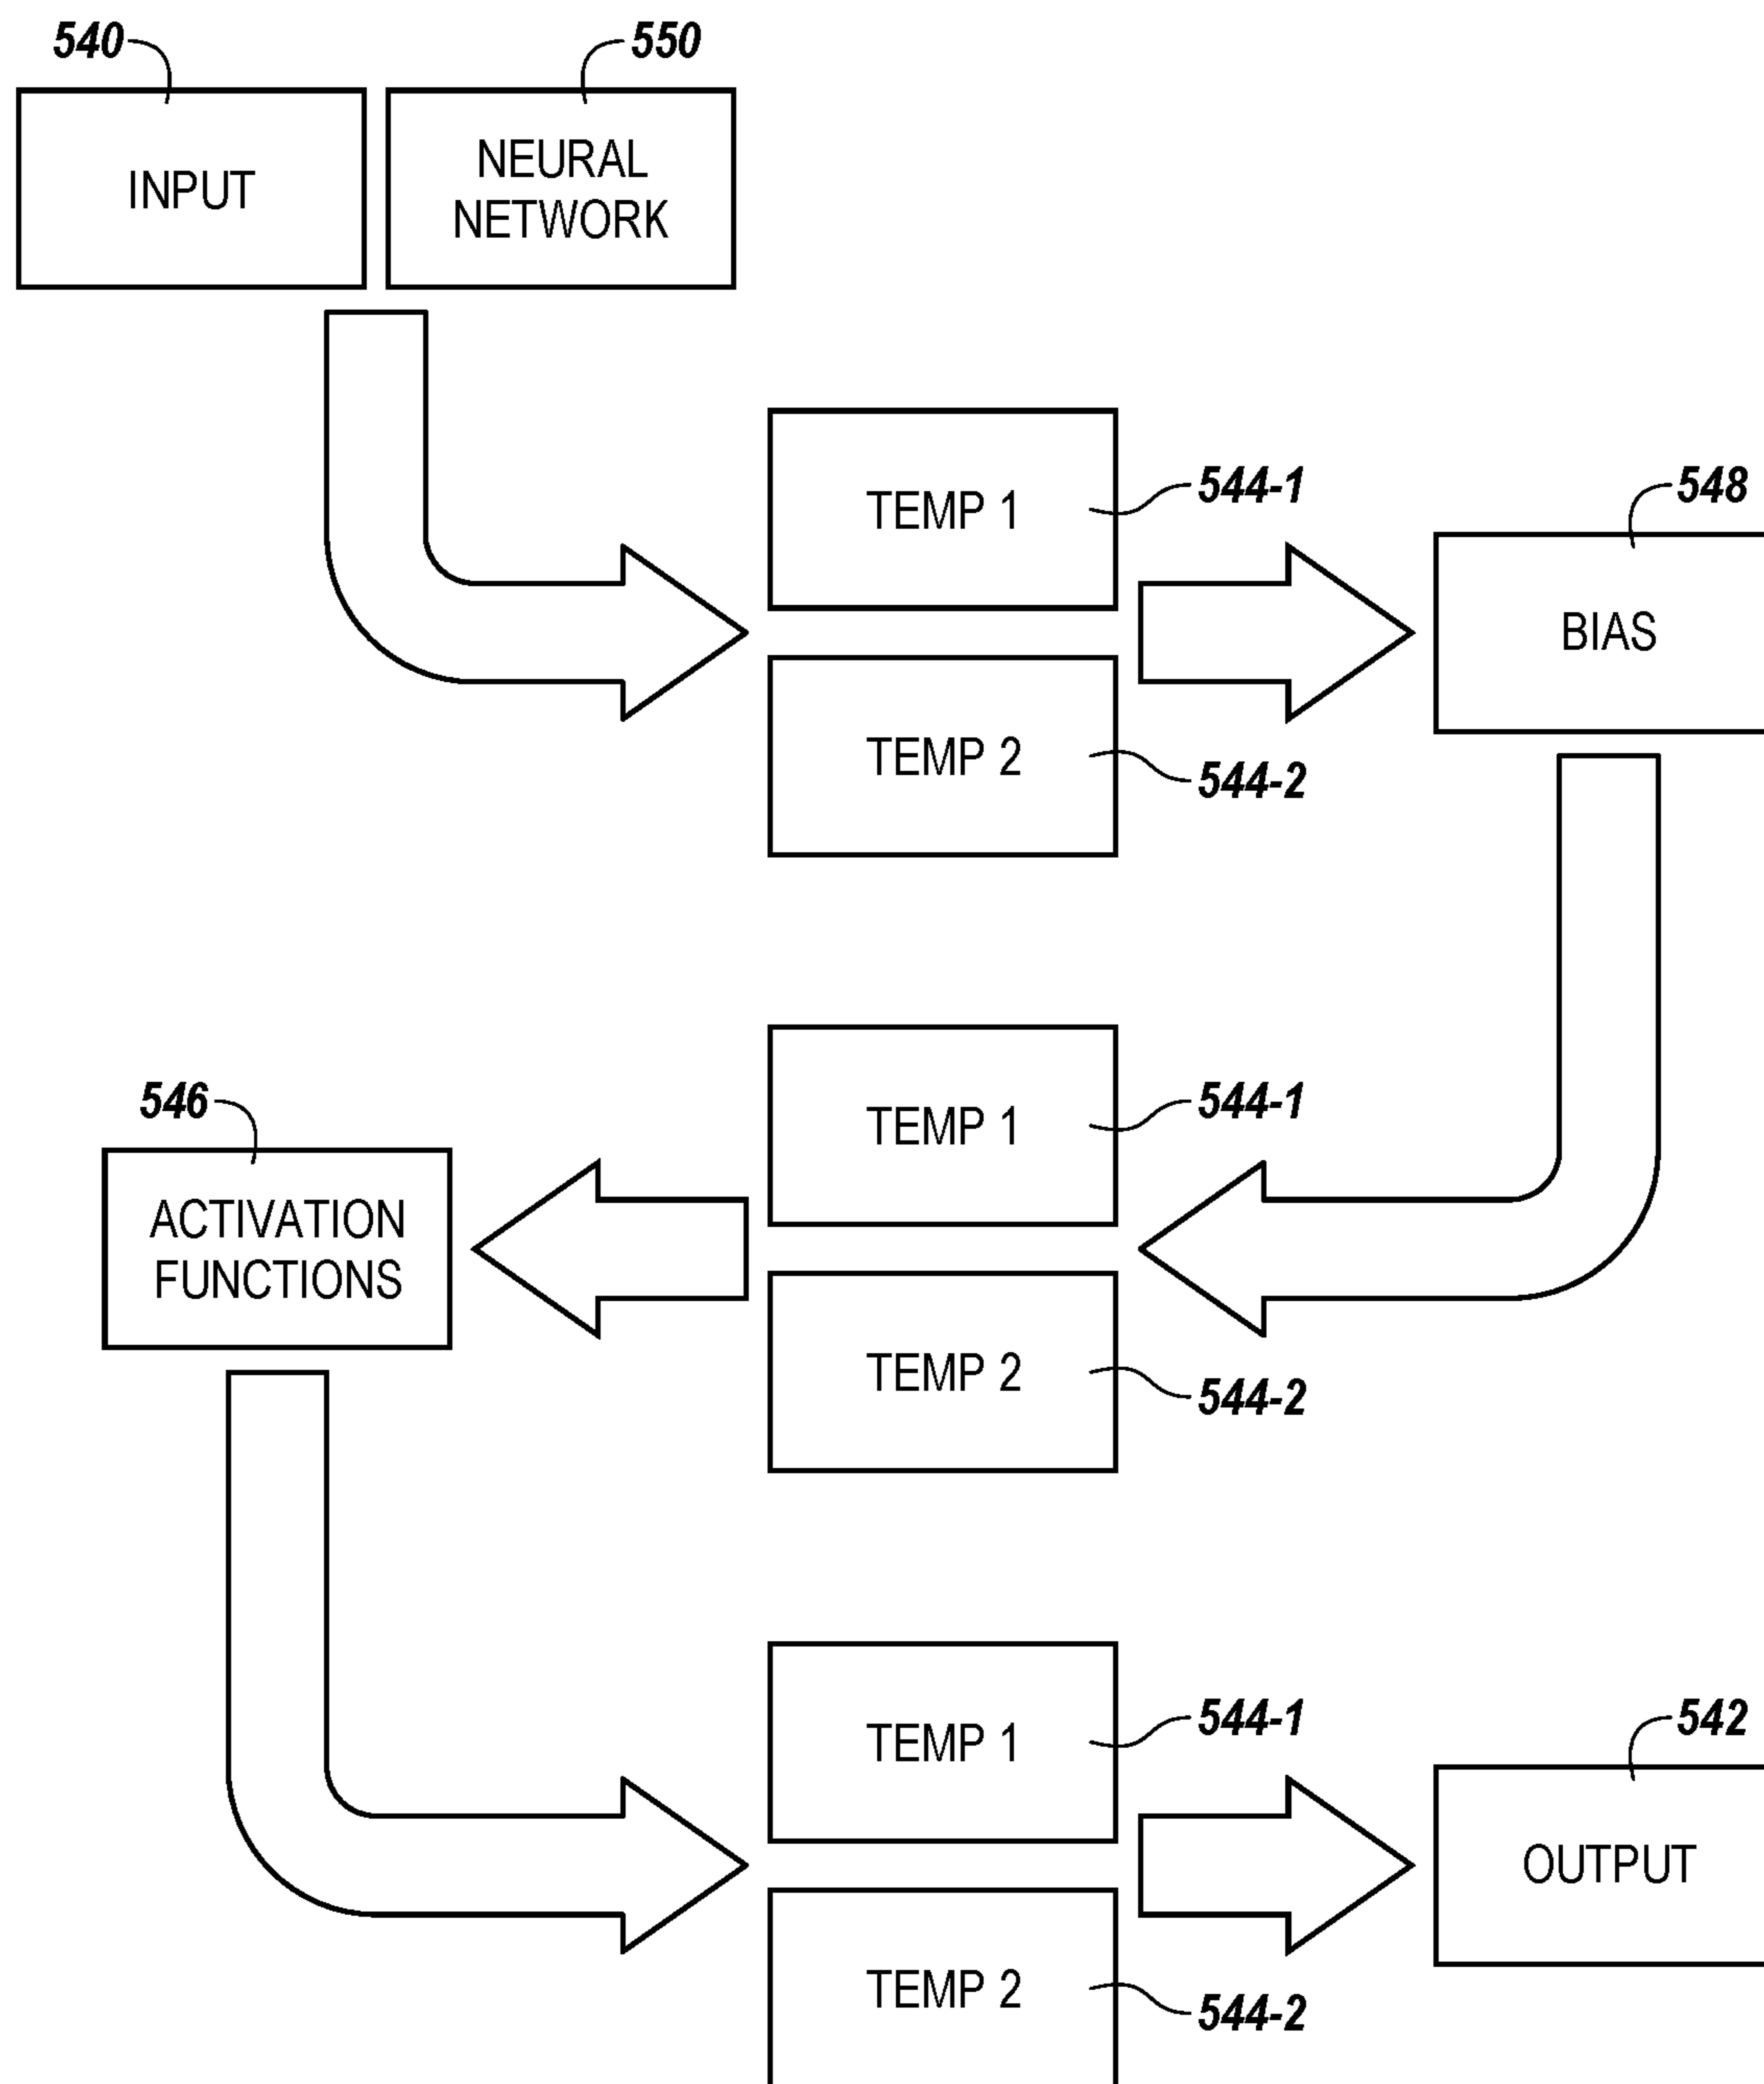 540
550
INPUT
NEURAL
NETWORK
TEMP 1
544-1
548
BIAS
TEMP 2
544-2
TEMP 1
544-1
546
ACTIVATION
FUNCTIONS
TEMP 2
544-2
TEMP 1
544-1
542
OUTPUT
TEMP 2
544-2